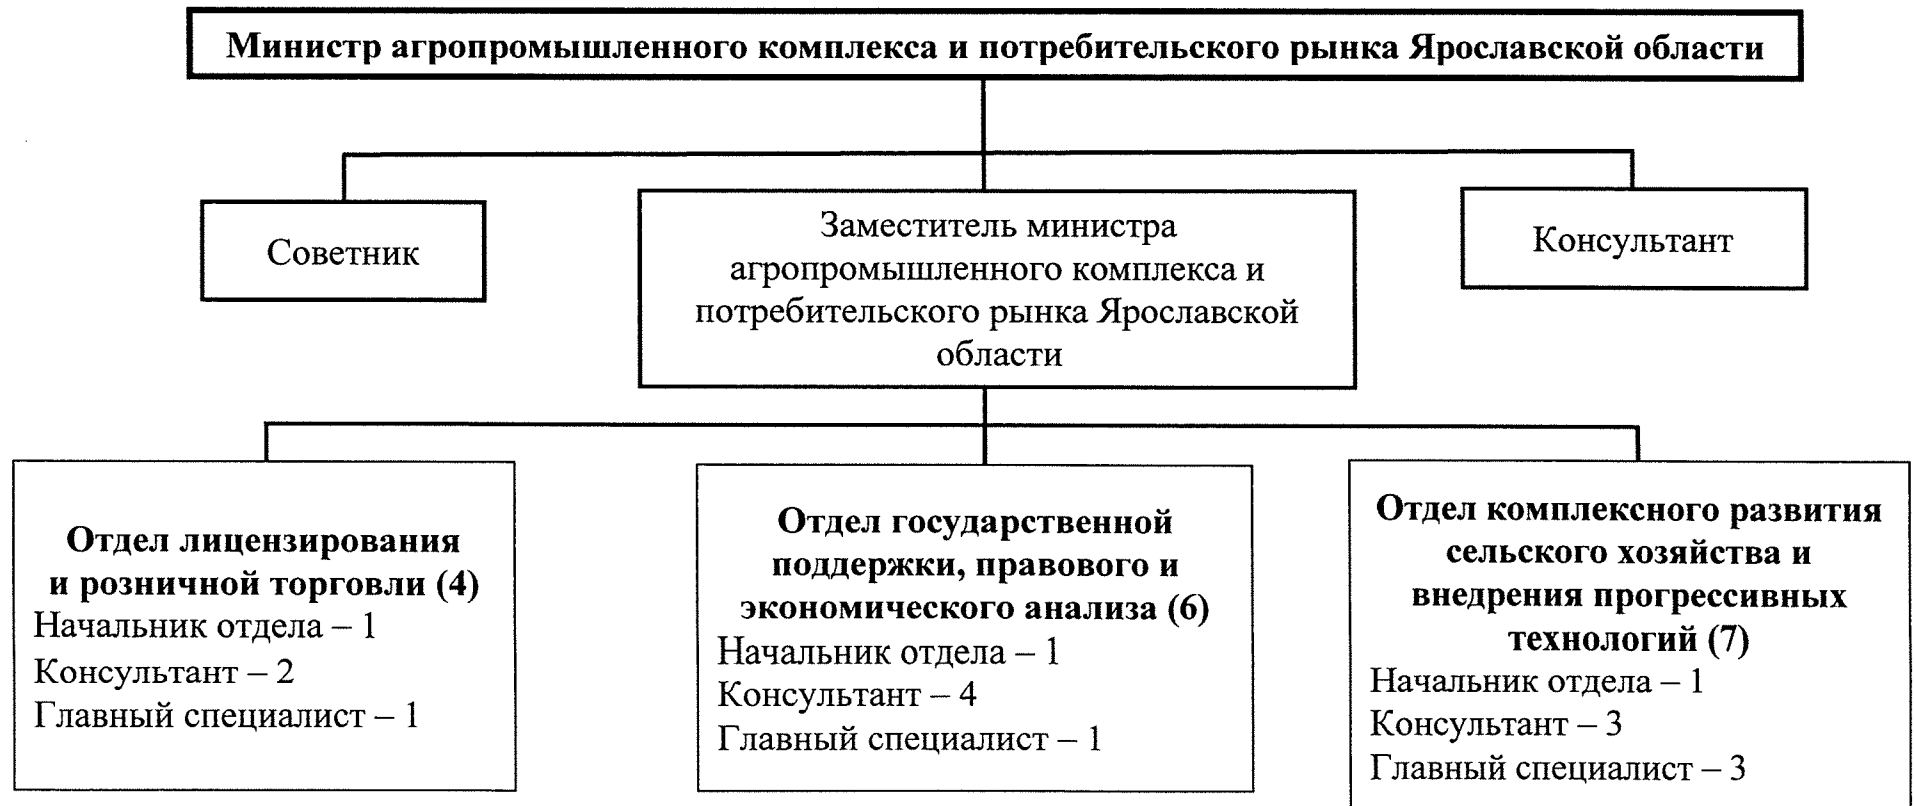 Министр агропромышленного комплекса и потребительского рынка Ярославской области
Советник
Заместитель министра
агропромышленного комплекса и
потребительского рынка Ярославской
области
Консультант
Отдел лицензирования
и розничной торговли (4)
Начальник отдела – 1
Консультант – 2
Главный специалист – 1
Отдел государственной
поддержки, правового и
экономического анализа (6)
Начальник отдела – 1
Консультант – 4
Главный специалист – 1
Отдел комплексного развития
сельского хозяйства и
внедрения прогрессивных
технологий (7)
Начальник отдела – 1
Консультант – 3
Главный специалист – 3